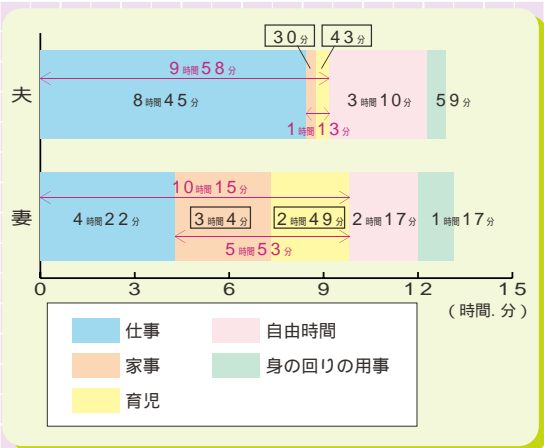 30分 43分
9時間58分
夫 8時間45分 3時間10分 59分
1時間13分
10時間15分
妻 4時間22分 3時間4分 2時間49分 2時間17分 1時間17分
5時間53分
0 3 6 9 12 15
(時間.分)
仕事 自由時間
家事 身の回りの用事
育児